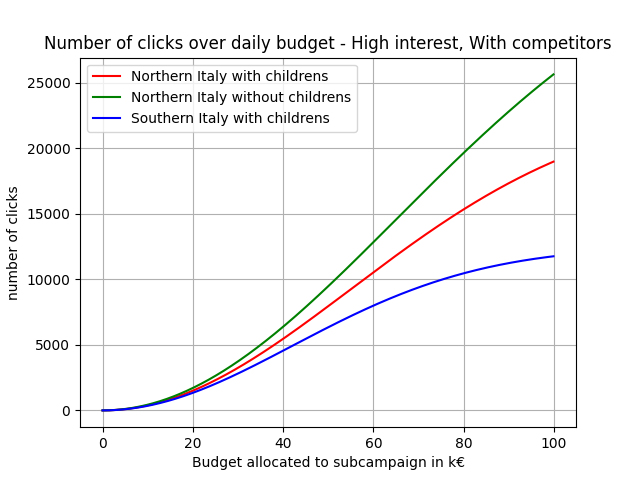 Number of clicks over daily budget - High interest, With competitors
Northern Italy with childrens
Northern Italy without childrens
Southern Italy with childrens
number of clicks
25000
20000
15000
10000
5000
0
0 20 40 60 80 100
Budget allocated to subcampaign in k€